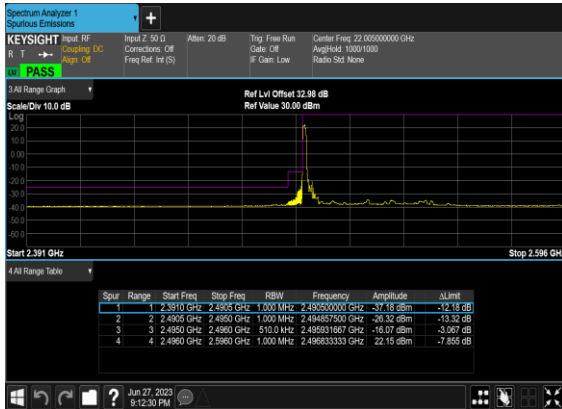 Spectrum Analyzer 1
Spurious Emissions
KEYSIGHT Input: RF Input Z: 50 Ω Atten: 20 dB Trig: Free Run Center Freq: 22.005000000 GHz
R T Coupling: DC Corrections: Off Gate: Off Avg|Hold: 1000/1000
Align: Off Freq Ref: Int (S) IF Gain: Low Radio Std: None
PASS
3 All Range Graph
Ref Lvl Offset 32.98 dB
Scale/Div 10.0 dB Ref Value 30.00 dBm
Log
20.0
10.0
0.00
-10.0
-20.0
-30.0
-40.0
-50.0
-60.0
Start 2.391 GHz Stop 2.596 GHz
4 All Range Table
Spur Range Start Freq Stop Freq RBW Frequency Amplitude ΔLimit
1 1 2.3910 GHz 2.4905 GHz 1.000 MHz 2.490500000 GHz -37.18 dBm -12.18 dB
2 2 2.4905 GHz 2.4950 GHz 1.000 MHz 2.494857500 GHz -26.32 dBm -13.32 dB
3 3 2.4950 GHz 2.4960 GHz 510.0 kHz 2.495931667 GHz -16.07 dBm -3.067 dB
4 4 2.4960 GHz 2.5960 GHz 1.000 MHz 2.496833333 GHz 22.15 dBm -7.855 dB
? Jun 27, 2023
9:12:30 PM